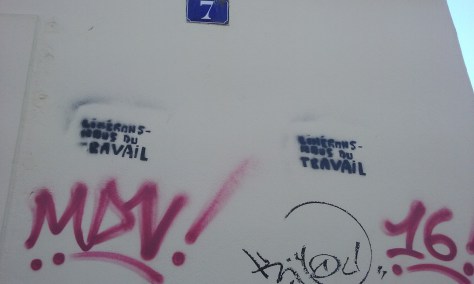 7
LIBÉRONS-
NOUS DU
TRAVAIL
LIBÉRONS-
NOUS DU
TRAVAIL
MDV!
16!